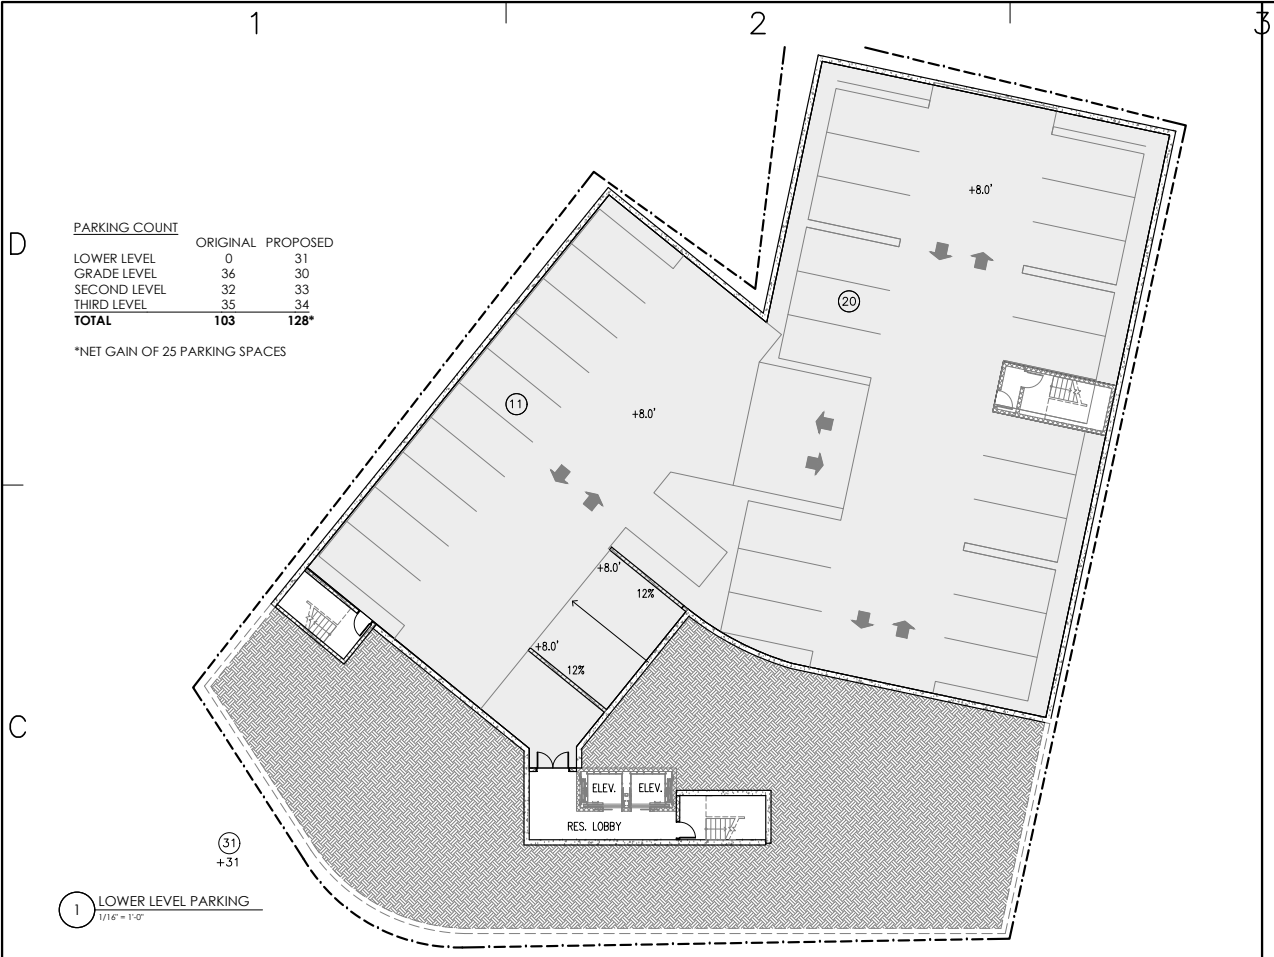 1 2 3
D
C
PARKING COUNT
ORIGINAL PROPOSED
LOWER LEVEL 0 31
GRADE LEVEL 36 30
SECOND LEVEL 32 33
THIRD LEVEL 35 34
TOTAL 103 128*
*NET GAIN OF 25 PARKING SPACES
+8.0'
20
11
+8.0'
+8.0'
12%
+8.0'
12%
ELEV. ELEV.
RES. LOBBY
31
+31
1 LOWER LEVEL PARKING
1/16" = 1'-0"